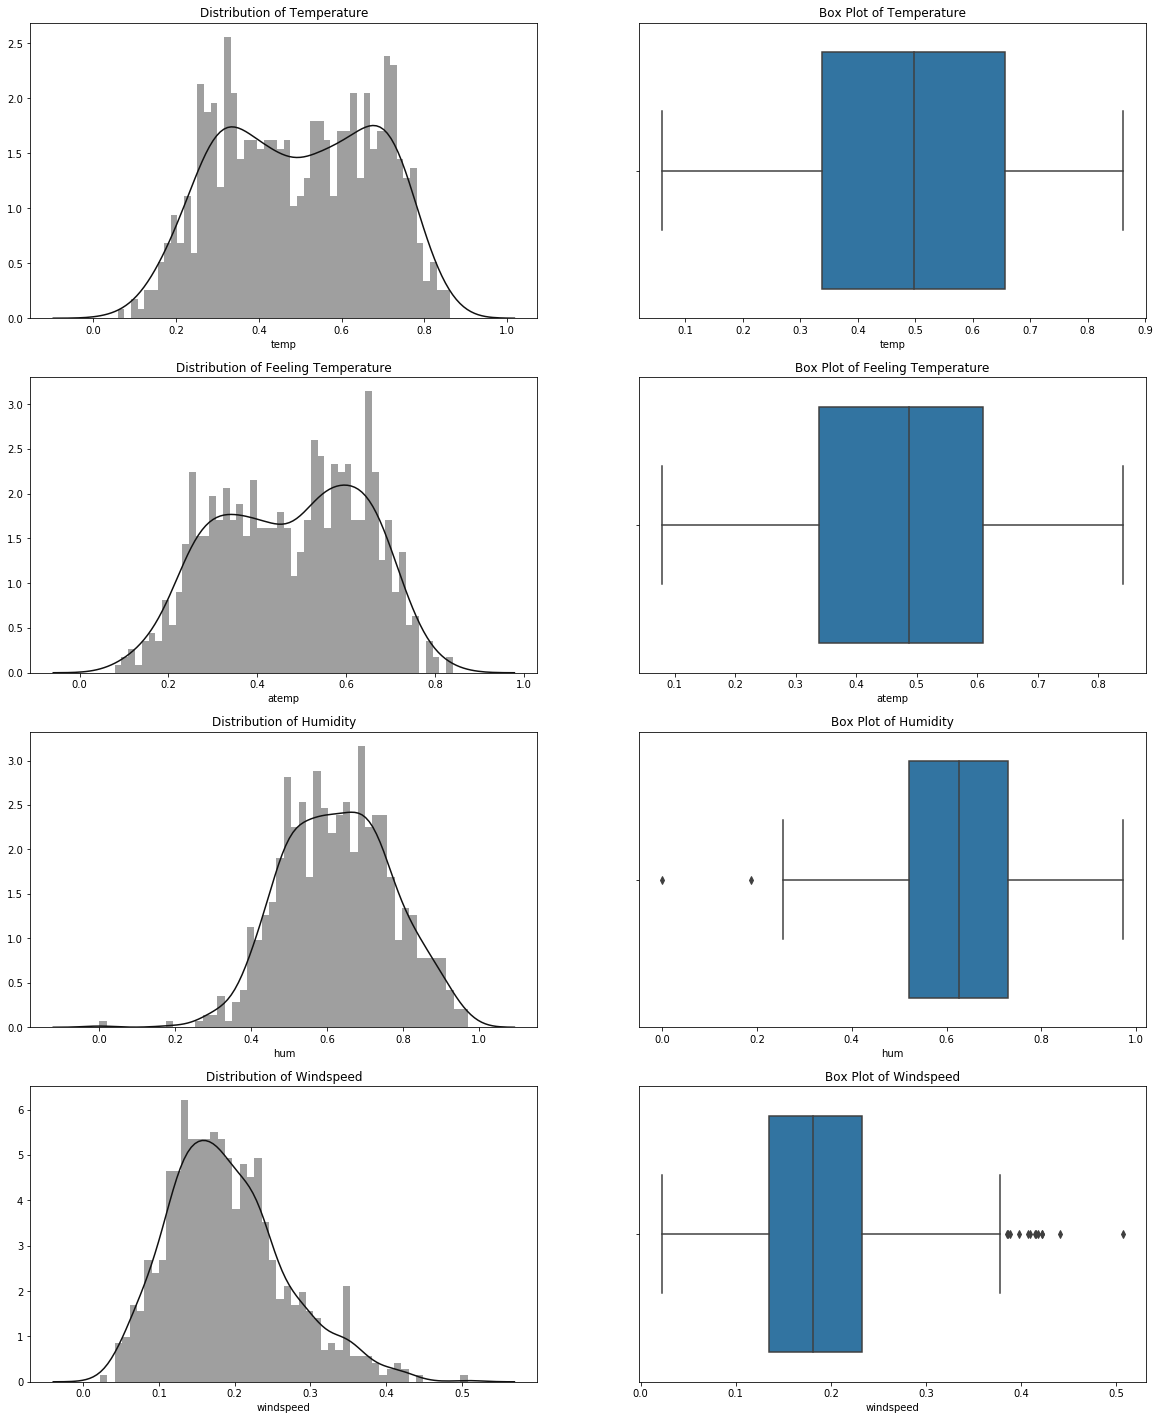 Distribution of Temperature
2.5
2.0
1.5
1.0
0.5
0.0
0.0 0.2 0.4 0.6 0.8 1.0
temp
Box Plot of Temperature
0.1 0.2 0.3 0.4 0.5 0.6 0.7 0.8 0.9
temp
Distribution of Feeling Temperature
3.0
2.5
2.0
1.5
1.0
0.5
0.0
0.0 0.2 0.4 0.6 0.8 1.0
atemp
Box Plot of Feeling Temperature
0.1 0.2 0.3 0.4 0.5 0.6 0.7 0.8
atemp
Distribution of Humidity
3.0
2.5
2.0
1.5
1.0
0.5
0.0
0.0 0.2 0.4 0.6 0.8 1.0
hum
Box Plot of Humidity
0.0 0.2 0.4 0.6 0.8 1.0
hum
Distribution of Windspeed
6
5
4
3
2
1
0
0.0 0.1 0.2 0.3 0.4 0.5
windspeed
Box Plot of Windspeed
0.0 0.1 0.2 0.3 0.4 0.5
windspeed